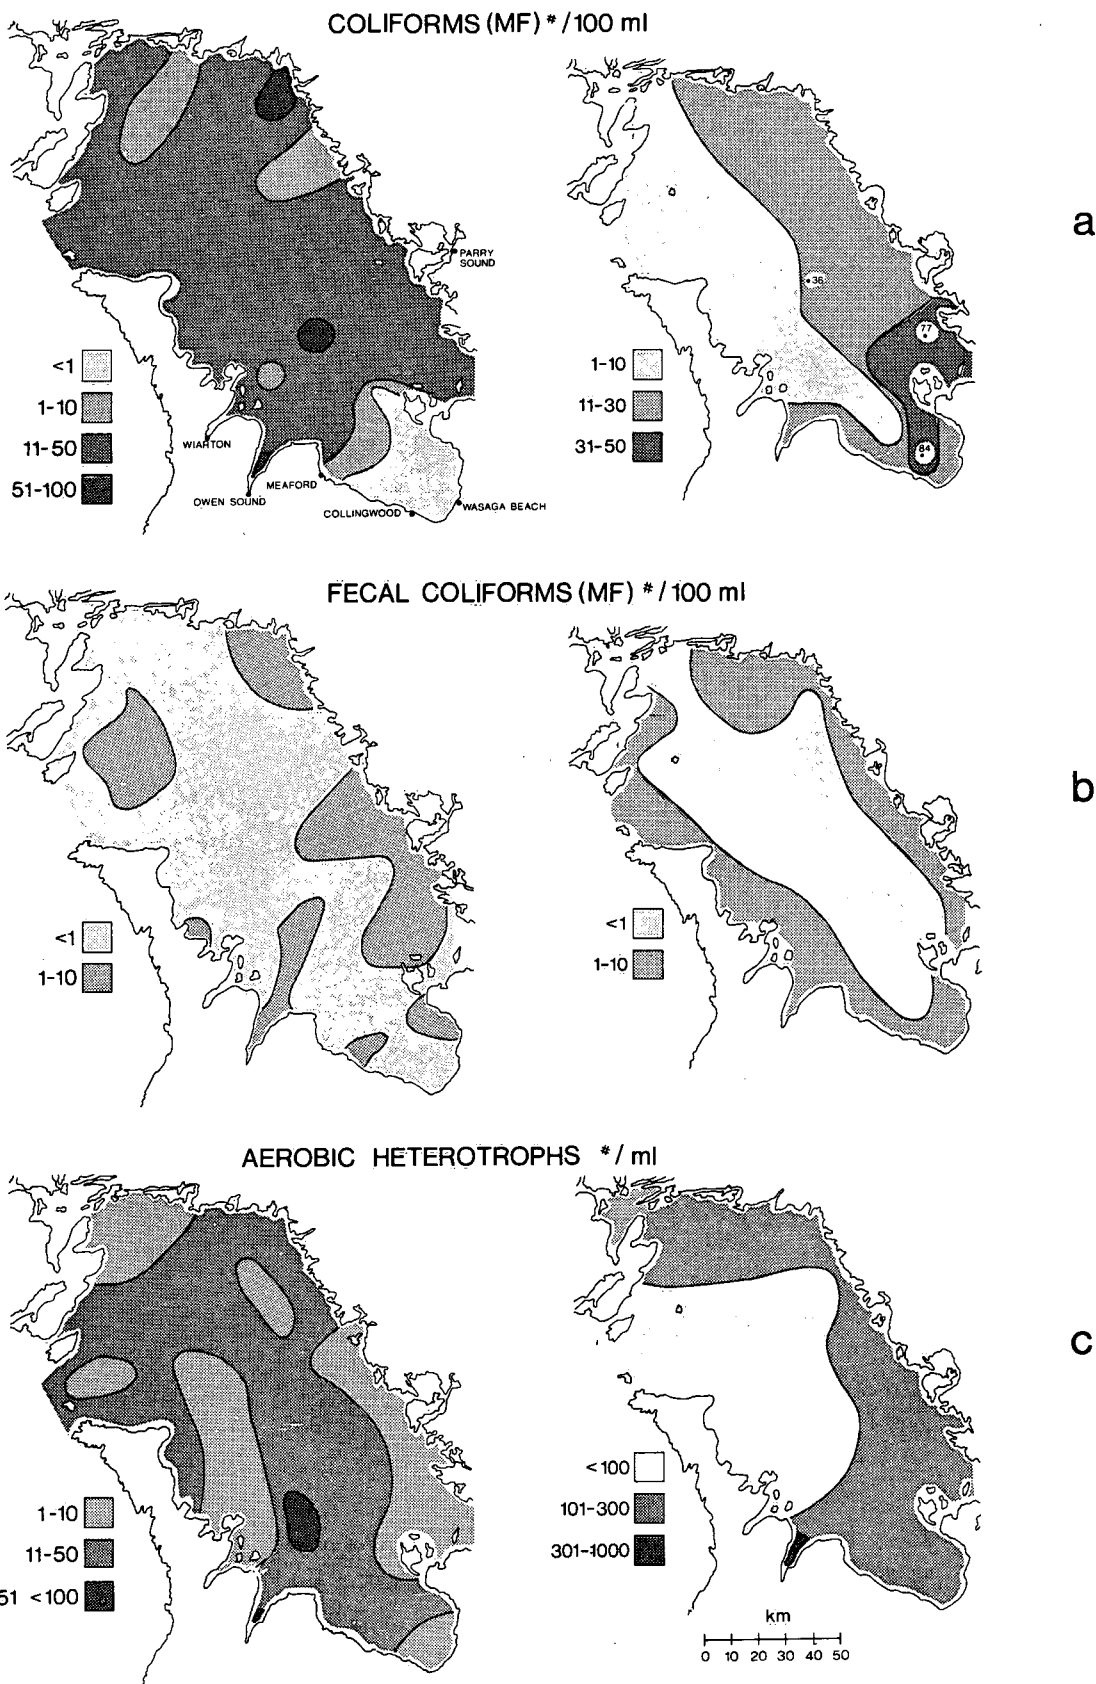 COLIFORMS (MF) #/100 ml
a
PARRY
SOUND
36
77
84
<1
1-10
11-50
51-100
1-10
11-30
31-50
WIARTON
OWEN SOUND
MEAFORD
COLLINGWOOD
WASAGA BEACH
FECAL COLIFORMS (MF) #/100 ml
b
<1
1-10
<1
1-10
AEROBIC HETEROTROPHS #/ml
c
1-10
11-50
51 <100
<100
101-300
301-1000
km
0 10 20 30 40 50